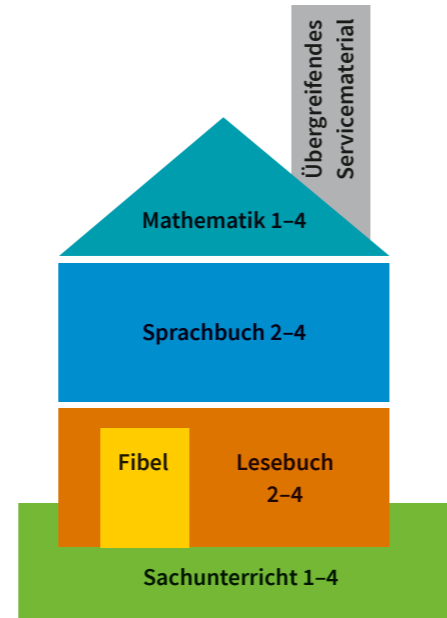 Übergreifendes
Servicematerial
Mathematik 1–4
Sprachbuch 2–4
Fibel
Lesebuch
2–4
Sachunterricht 1–4